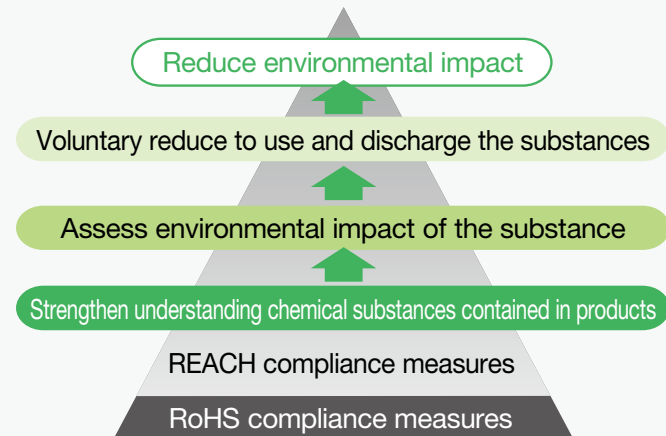 Reduce environmental impact
Voluntary reduce to use and discharge the substances
Assess environmental impact of the substance
Strengthen understanding chemical substances contained in products
REACH compliance measures
RoHS compliance measures